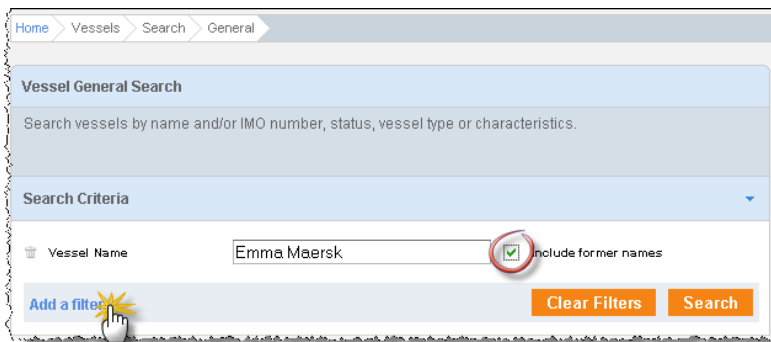 Home Vessels Search General
Vessel General Search
Search vessels by name and/or IMO number, status, vessel type or characteristics.
Search Criteria
Vessel Name Emma Maersk Include former names
Add a filter Clear Filters Search